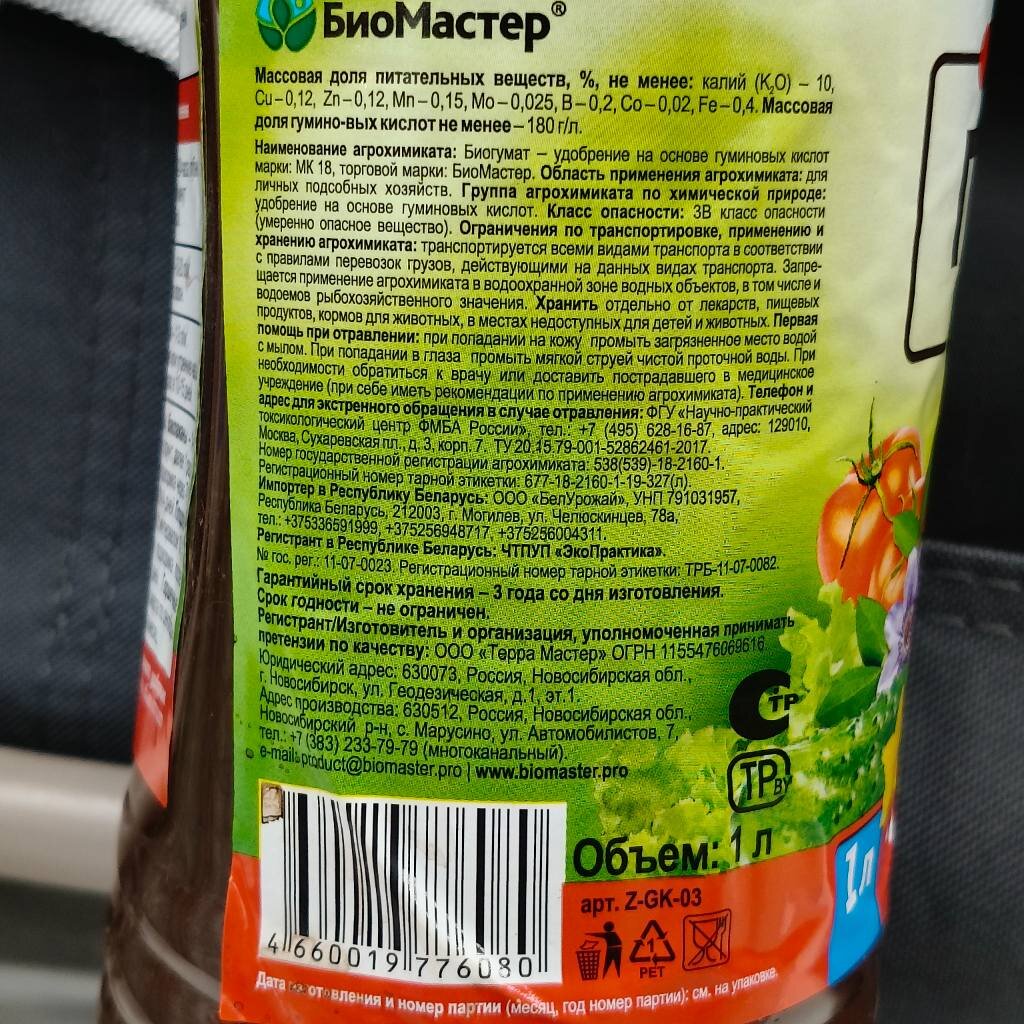 БиоМастер®
Массовая доля питательных веществ, %, не менее: калий (K₂O) – 10,
Cu – 0,12, Zn – 0,12, Mn – 0,15, Mo – 0,025, B – 0,2, Co – 0,02, Fe – 0,4. Массовая
доля гумино-вых кислот не менее – 180 г/л.
Наименование агрохимиката: Биогумат – удобрение на основе гуминовых кислот
марки: МК 18, торговой марки: БиоМастер. Область применения агрохимиката: для
личных подсобных хозяйств. Группа агрохимиката по химической природе:
удобрение на основе гуминовых кислот. Класс опасности: 3В класс опасности
(умеренно опасное вещество). Ограничения по транспортировке, применению и
хранению агрохимиката: транспортируется всеми видами транспорта в соответствии
с правилами перевозок грузов, действующими на данных видах транспорта. Запре-
щается применение агрохимиката в водоохранной зоне водных объектов, в том числе и
водоемов рыбохозяйственного значения. Хранить отдельно от лекарств, пищевых
продуктов, кормов для животных, в местах недоступных для детей и животных. Первая
помощь при отравлении: при попадании на кожу промыть загрязненное место водой
с мылом. При попадании в глаза промыть мягкой струей чистой проточной воды. При
необходимости обратиться к врачу или доставить пострадавшего в медицинское
учреждение (при себе иметь рекомендации по применению агрохимиката). Телефон и
адрес для экстренного обращения в случае отравления: ФГУ «Научно-практический
токсикологический центр ФМБА России», тел.: +7 (495) 628-16-87, адрес: 129010,
Москва, Сухаревская пл., д. 3, корп. 7. ТУ 20.15.79-001-52862461-2017.
Номер государственной регистрации агрохимиката: 538(539)-18-2160-1.
Регистрационный номер тарной этикетки: 677-18-2160-1-19-327(л).
Импортер в Республику Беларусь: ООО «БелУрожай», УНП 791031957,
Республика Беларусь, 212003, г. Могилев, ул. Челюскинцев, 78а,
тел.: +375336591999, +375256948717, +375256004311.
Регистрант в Республике Беларусь: ЧТПУП «ЭкоПрактика».
№ гос. рег.: 11-07-0023. Регистрационный номер тарной этикетки: ТРБ-11-07-0082.
Гарантийный срок хранения – 3 года со дня изготовления.
Срок годности – не ограничен.
Регистрант/Изготовитель и организация, уполномоченная принимать
претензии по качеству: ООО «Терра Мастер» ОГРН 1155476069616
Юридический адрес: 630073, Россия, Новосибирская обл.,
г. Новосибирск, ул. Геодезическая, д.1, эт.1.
Адрес производства: 630512, Россия, Новосибирская обл.,
Новосибирский р-н, с. Марусино, ул. Автомобилистов, 7,
тел.: +7 (383) 233-79-79 (многоканальный).
e-mail: product@biomaster.pro | www.biomaster.pro
СТР
TP BY
Объем: 1 л
1л
арт. Z-GK-03
1
PET
4 660019 776080
Дата изготовления и номер партии (месяц, год номер партии): см. на упаковке.